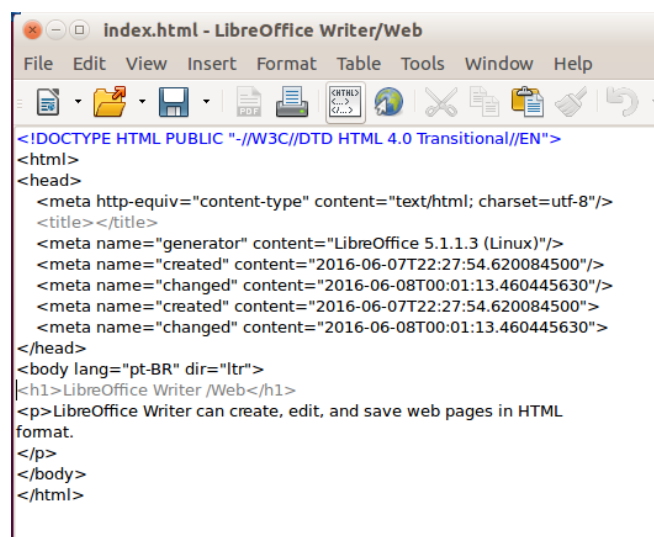 index.html - LibreOffice Writer/Web
File Edit View Insert Format Table Tools Window Help
PDF
<HTML>
<...>
</...>
<!DOCTYPE HTML PUBLIC "-//W3C//DTD HTML 4.0 Transitional//EN">
<html>
<head>
<meta http-equiv="content-type" content="text/html; charset=utf-8"/>
<title></title>
<meta name="generator" content="LibreOffice 5.1.1.3 (Linux)"/>
<meta name="created" content="2016-06-07T22:27:54.620084500"/>
<meta name="changed" content="2016-06-08T00:01:13.460445630"/>
<meta name="created" content="2016-06-07T22:27:54.620084500">
<meta name="changed" content="2016-06-08T00:01:13.460445630">
</head>
<body lang="pt-BR" dir="ltr">
<h1>LibreOffice Writer /Web</h1>
<p>LibreOffice Writer can create, edit, and save web pages in HTML
format.
</p>
</body>
</html>